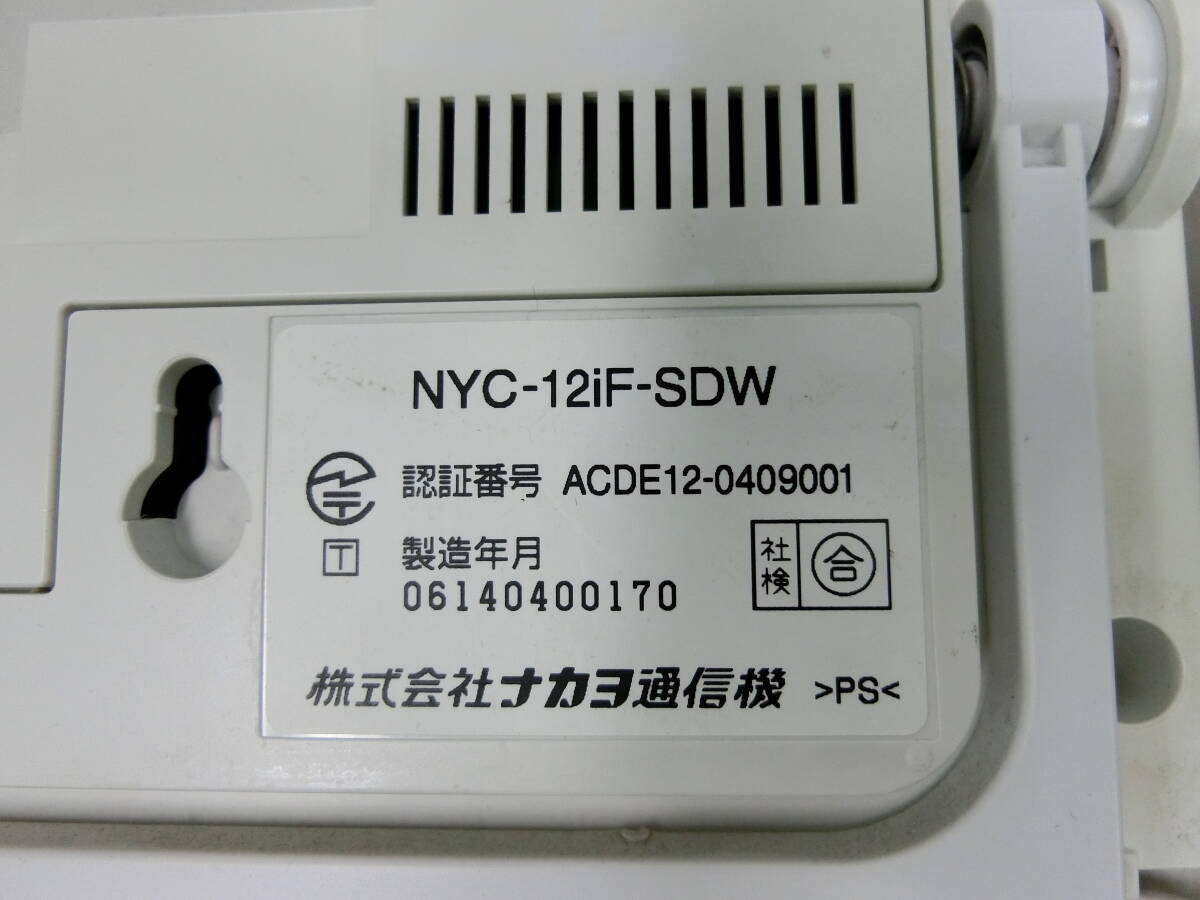 NYC-12iF-SDW
認証番号 ACDE12-0409001
T 製造年月
06140400170
社検 合
株式会社ナカヨ通信機 >PS<